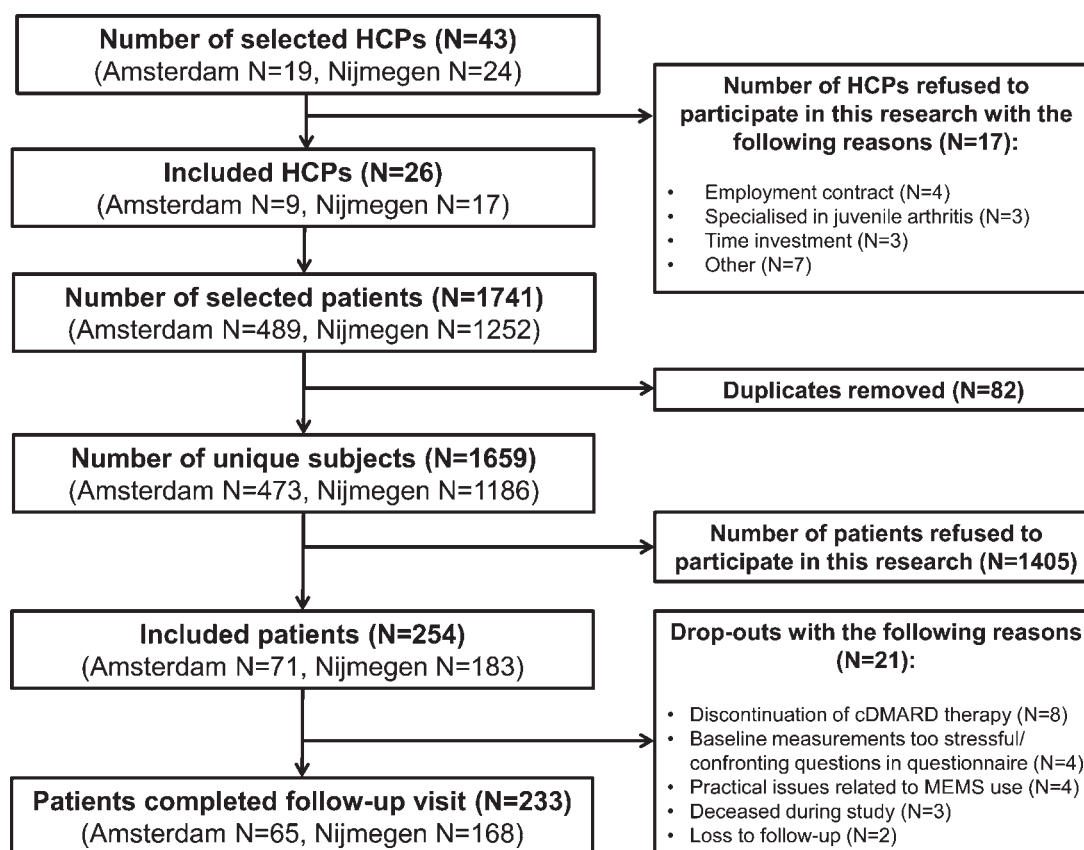 Number of selected HCPs (N=43)
(Amsterdam N=19, Nijmegen N=24)
Number of HCPs refused to
participate in this research with the
following reasons (N=17):
• Employment contract (N=4)
• Specialised in juvenile arthritis (N=3)
• Time investment (N=3)
• Other (N=7)
Included HCPs (N=26)
(Amsterdam N=9, Nijmegen N=17)
Number of selected patients (N=1741)
(Amsterdam N=489, Nijmegen N=1252)
Duplicates removed (N=82)
Number of unique subjects (N=1659)
(Amsterdam N=473, Nijmegen N=1186)
Number of patients refused to
participate in this research (N=1405)
Included patients (N=254)
(Amsterdam N=71, Nijmegen N=183)
Drop-outs with the following reasons
(N=21):
• Discontinuation of cDMARD therapy (N=8)
• Baseline measurements too stressful/
confronting questions in questionnaire (N=4)
• Practical issues related to MEMS use (N=4)
• Deceased during study (N=3)
• Loss to follow-up (N=2)
Patients completed follow-up visit (N=233)
(Amsterdam N=65, Nijmegen N=168)